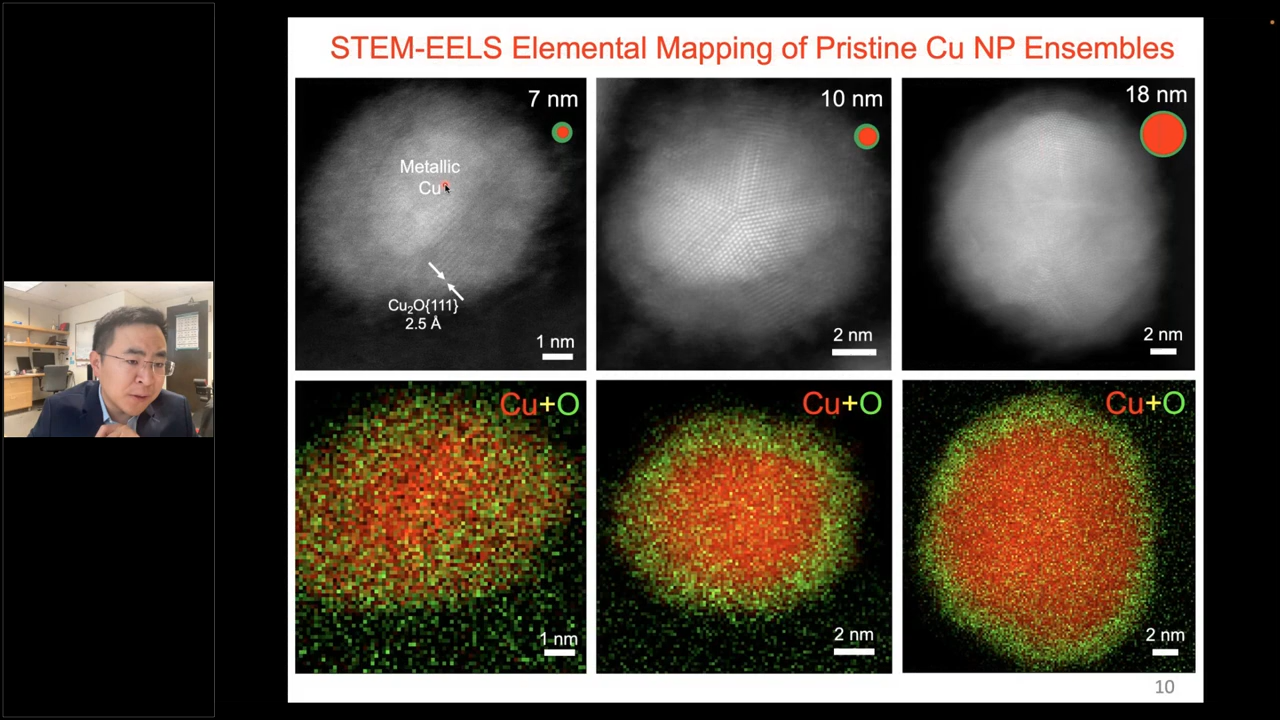 STEM-EELS Elemental Mapping of Pristine Cu NP Ensembles
7 nm
Metallic
Cu
Cu₂O{111}
2.5 Å
1 nm
10 nm
2 nm
18 nm
2 nm
Cu+O
1 nm
Cu+O
2 nm
Cu+O
2 nm
10